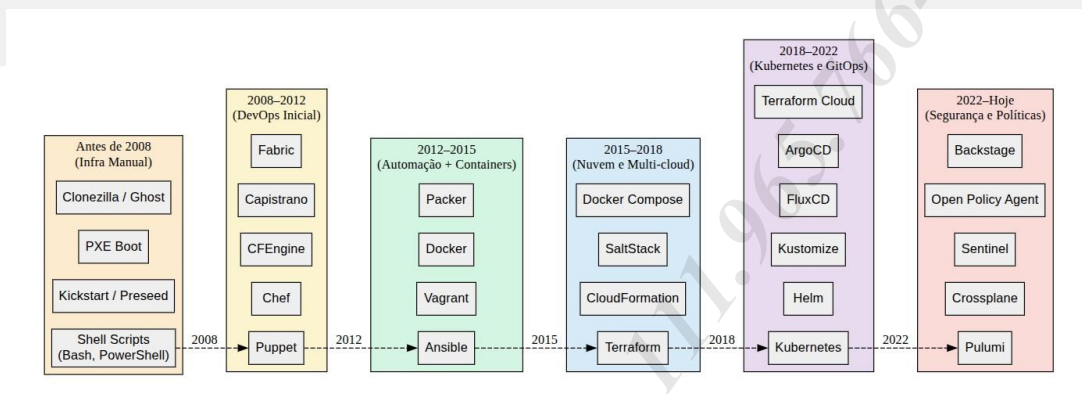 Antes de 2008
(Infra Manual)
Clonezilla / Ghost
PXE Boot
Kickstart / Preseed
Shell Scripts
(Bash, PowerShell)
2008
2008–2012
(DevOps Inicial)
Fabric
Capistrano
CFEngine
Chef
Puppet
2012
2012–2015
(Automação + Containers)
Packer
Docker
Vagrant
Ansible
2015
2015–2018
(Nuvem e Multi-cloud)
Docker Compose
SaltStack
CloudFormation
Terraform
2018
2018–2022
(Kubernetes e GitOps)
Terraform Cloud
ArgoCD
FluxCD
Kustomize
Helm
Kubernetes
2022
2022–Hoje
(Segurança e Políticas)
Backstage
Open Policy Agent
Sentinel
Crossplane
Pulumi